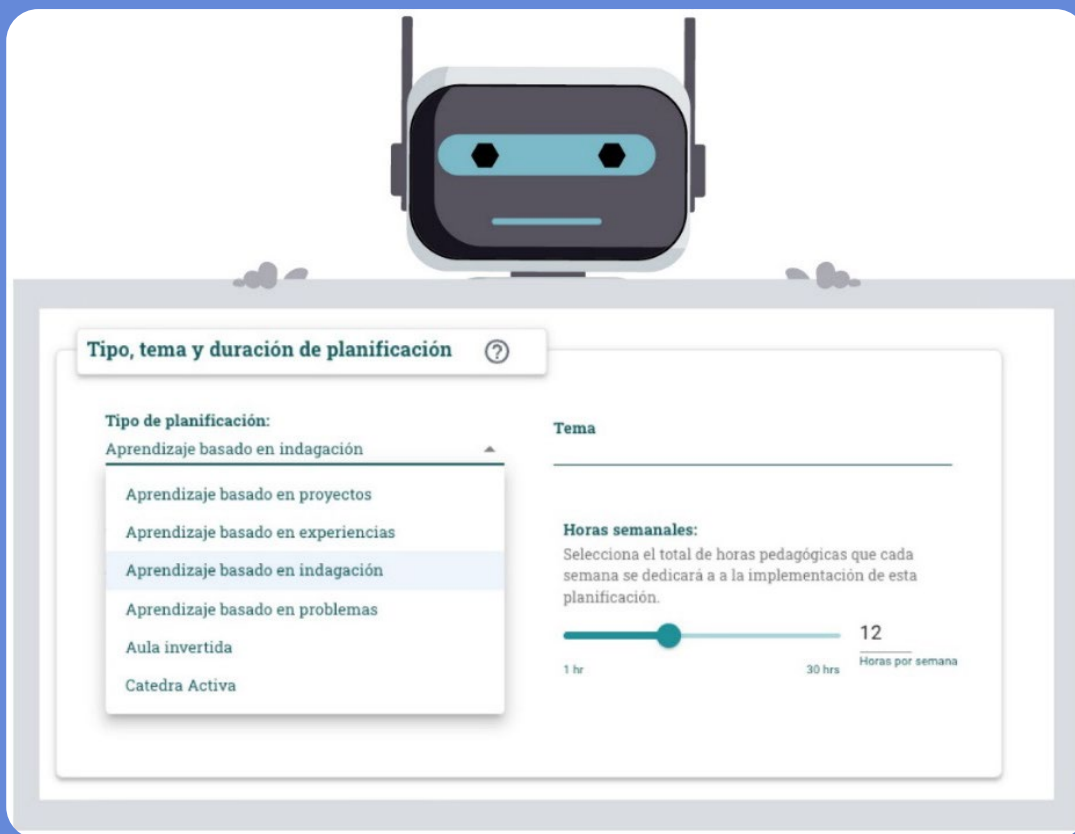 Tipo, tema y duración de planificación
Tipo de planificación:
Aprendizaje basado en indagación
Aprendizaje basado en proyectos
Aprendizaje basado en experiencias
Aprendizaje basado en indagación
Aprendizaje basado en problemas
Aula invertida
Catedra Activa
Tema
Horas semanales:
Selecciona el total de horas pedagógicas que cada
semana se dedicará a a la implementación de esta
planificación.
12
1 hr
30 hrs
Horas por semana